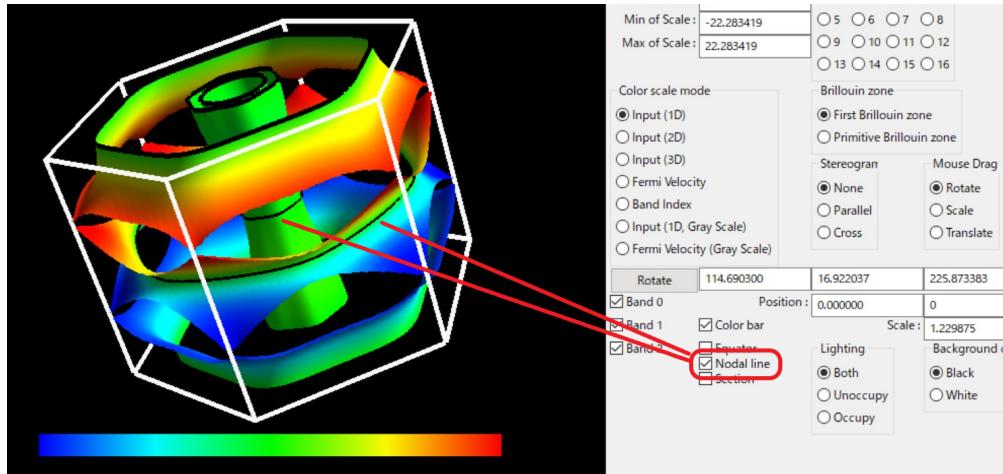 Min of Scale : -22.283419
Max of Scale : 22.283419
5 6 7 8
9 10 11 12
13 14 15 16
Color scale mode
Input (1D)
Input (2D)
Input (3D)
Fermi Velocity
Band Index
Input (1D, Gray Scale)
Fermi Velocity (Gray Scale)
Brillouin zone
First Brillouin zone
Primitive Brillouin zone
Stereogran
None
Parallel
Cross
Mouse Drag
Rotate
Scale
Translate
Rotate 114.690300 16.922037 225.873383
Band 0 Position : 0.000000 0
Band 1 Color bar Scale : 1.229875
Band Equator
Nodal line
Section
Lighting
Both
Unoccupy
Occupy
Background
Black
White